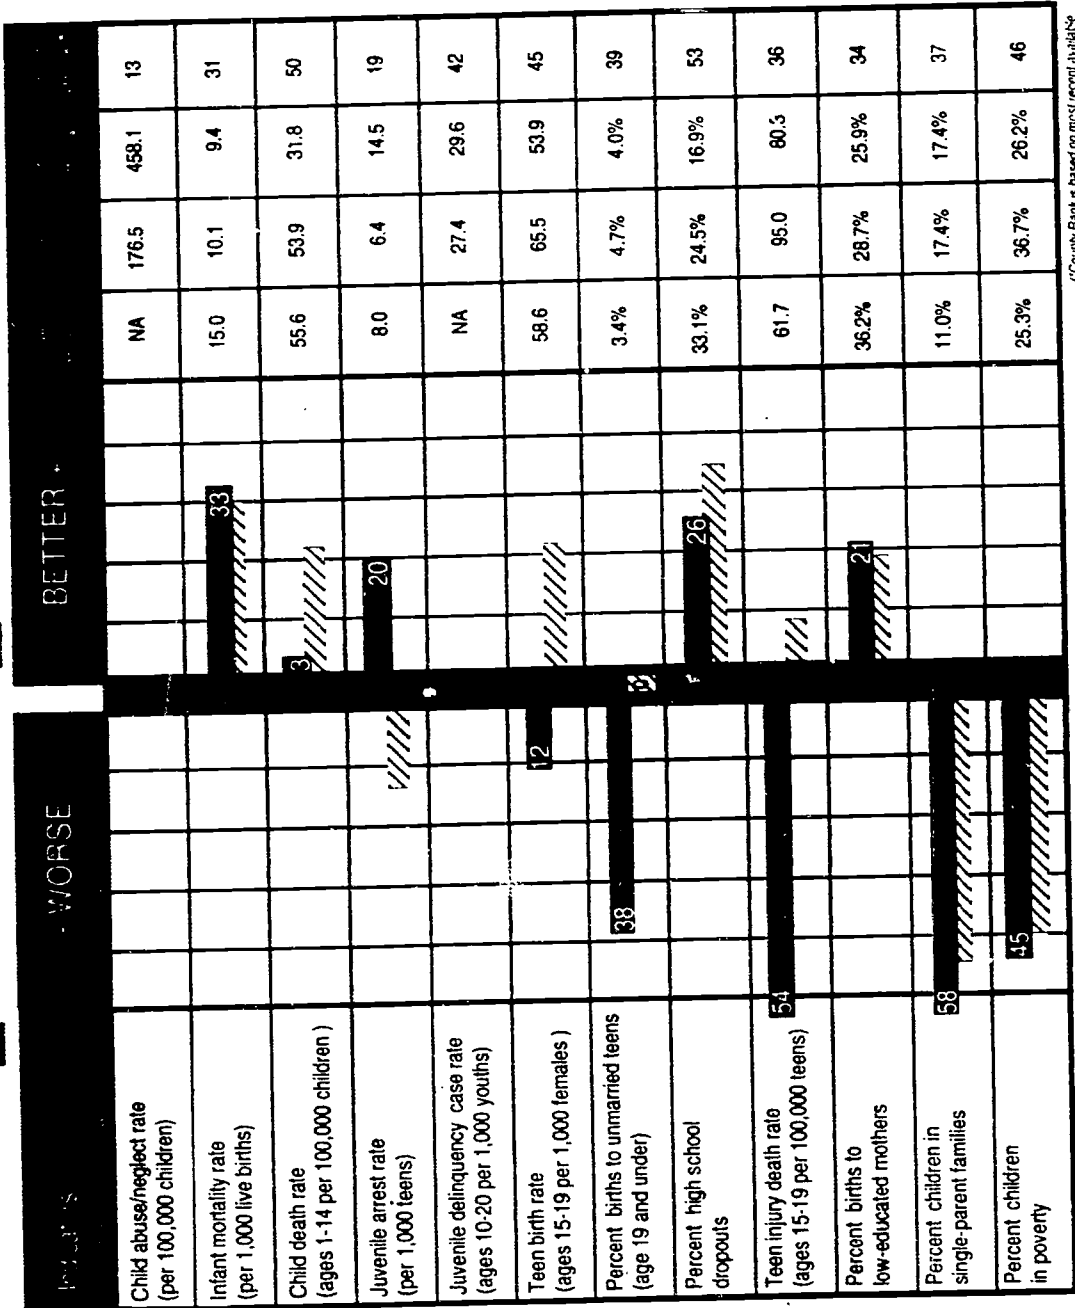 - WORSE BETTER +
Child abuse/neglect rate
(per 100,000 children) NA 176.5 458.1 13
Infant mortality rate
(per 1,000 live births) 33 15.0 10.1 9.4 31
Child death rate
(ages 1-14 per 100,000 children ) 3 55.6 53.9 31.8 50
Juvenile arrest rate
(per 1,000 teens) 20 8.0 6.4 14.5 19
Juvenile delinquency case rate
(ages 10-20 per 1,000 youths) NA 27.4 29.6 42
Teen birth rate
(ages 15-19 per 1,000 females ) 12 58.6 65.5 53.9 45
Percent births to unmarried teens
(age 19 and under) 38 3.4% 4.7% 4.0% 39
Percent high school
dropouts 26 33.1% 24.5% 16.9% 53
Teen injury death rate
(ages 15-19 per 100,000 teens) 54 61.7 95.0 36
Percent births to
low-educated mothers 21 36.2% 28.7% 25.9% 34
Percent children in
single-parent families 58 11.0% 17.4% 17.4% 37
Percent children
in poverty 45 25.3% 36.7% 26.2% 46
County Rank is based on most recent available